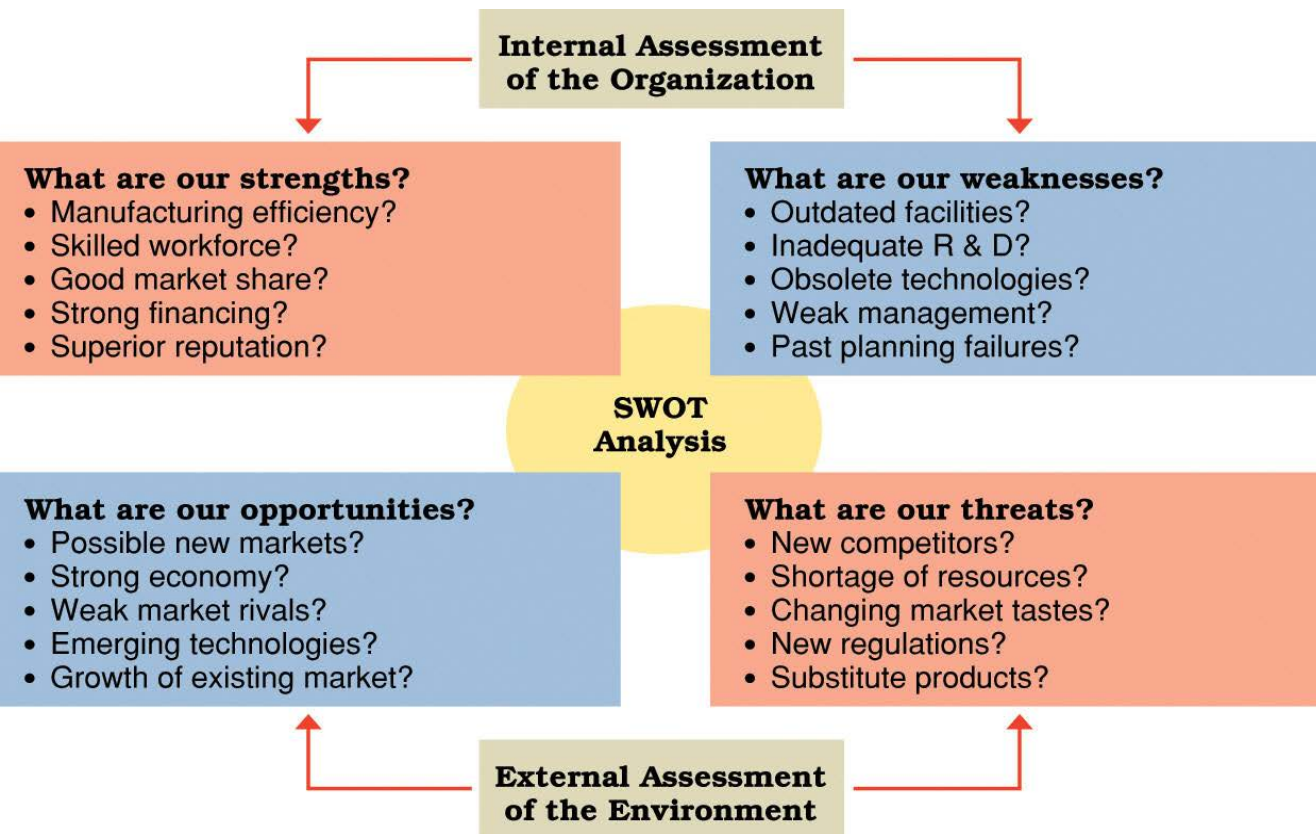 Internal Assessment
of the Organization
What are our strengths?
• Manufacturing efficiency?
• Skilled workforce?
• Good market share?
• Strong financing?
• Superior reputation?
What are our weaknesses?
• Outdated facilities?
• Inadequate R & D?
• Obsolete technologies?
• Weak management?
• Past planning failures?
SWOT
Analysis
What are our opportunities?
• Possible new markets?
• Strong economy?
• Weak market rivals?
• Emerging technologies?
• Growth of existing market?
What are our threats?
• New competitors?
• Shortage of resources?
• Changing market tastes?
• New regulations?
• Substitute products?
External Assessment
of the Environment